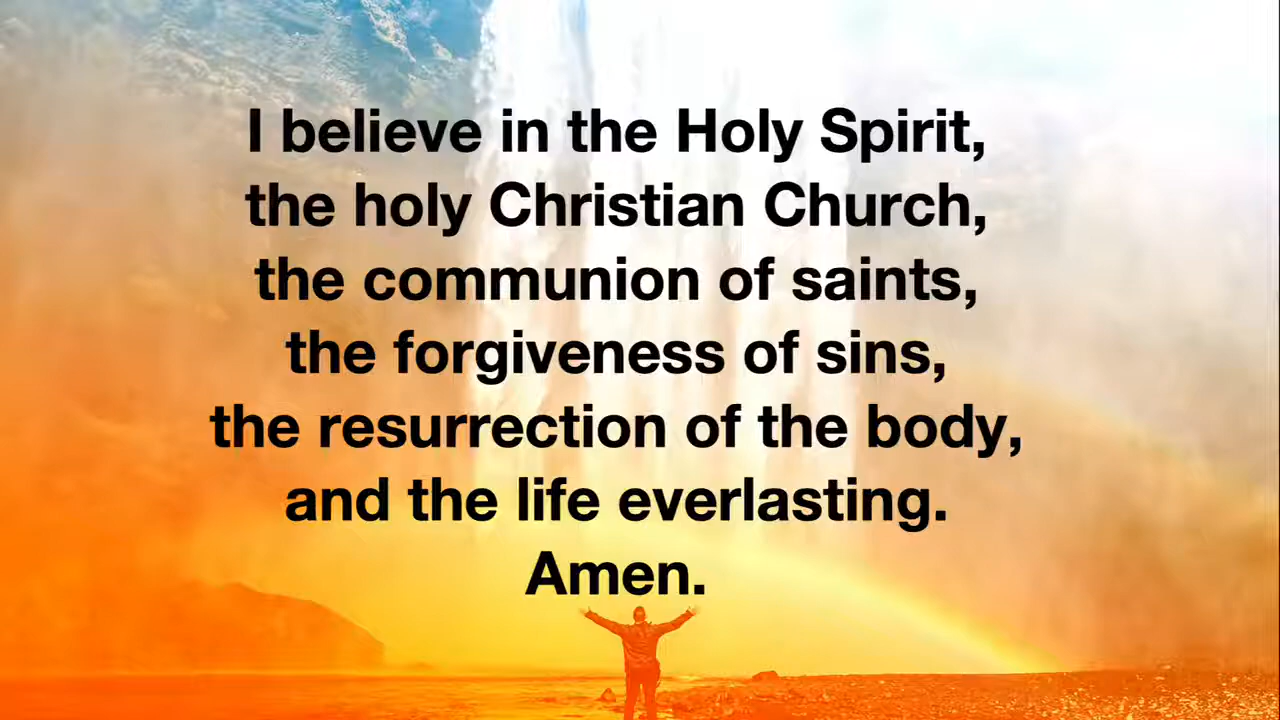 I believe in the Holy Spirit,
the holy Christian Church,
the communion of saints,
the forgiveness of sins,
the resurrection of the body,
and the life everlasting.
Amen.